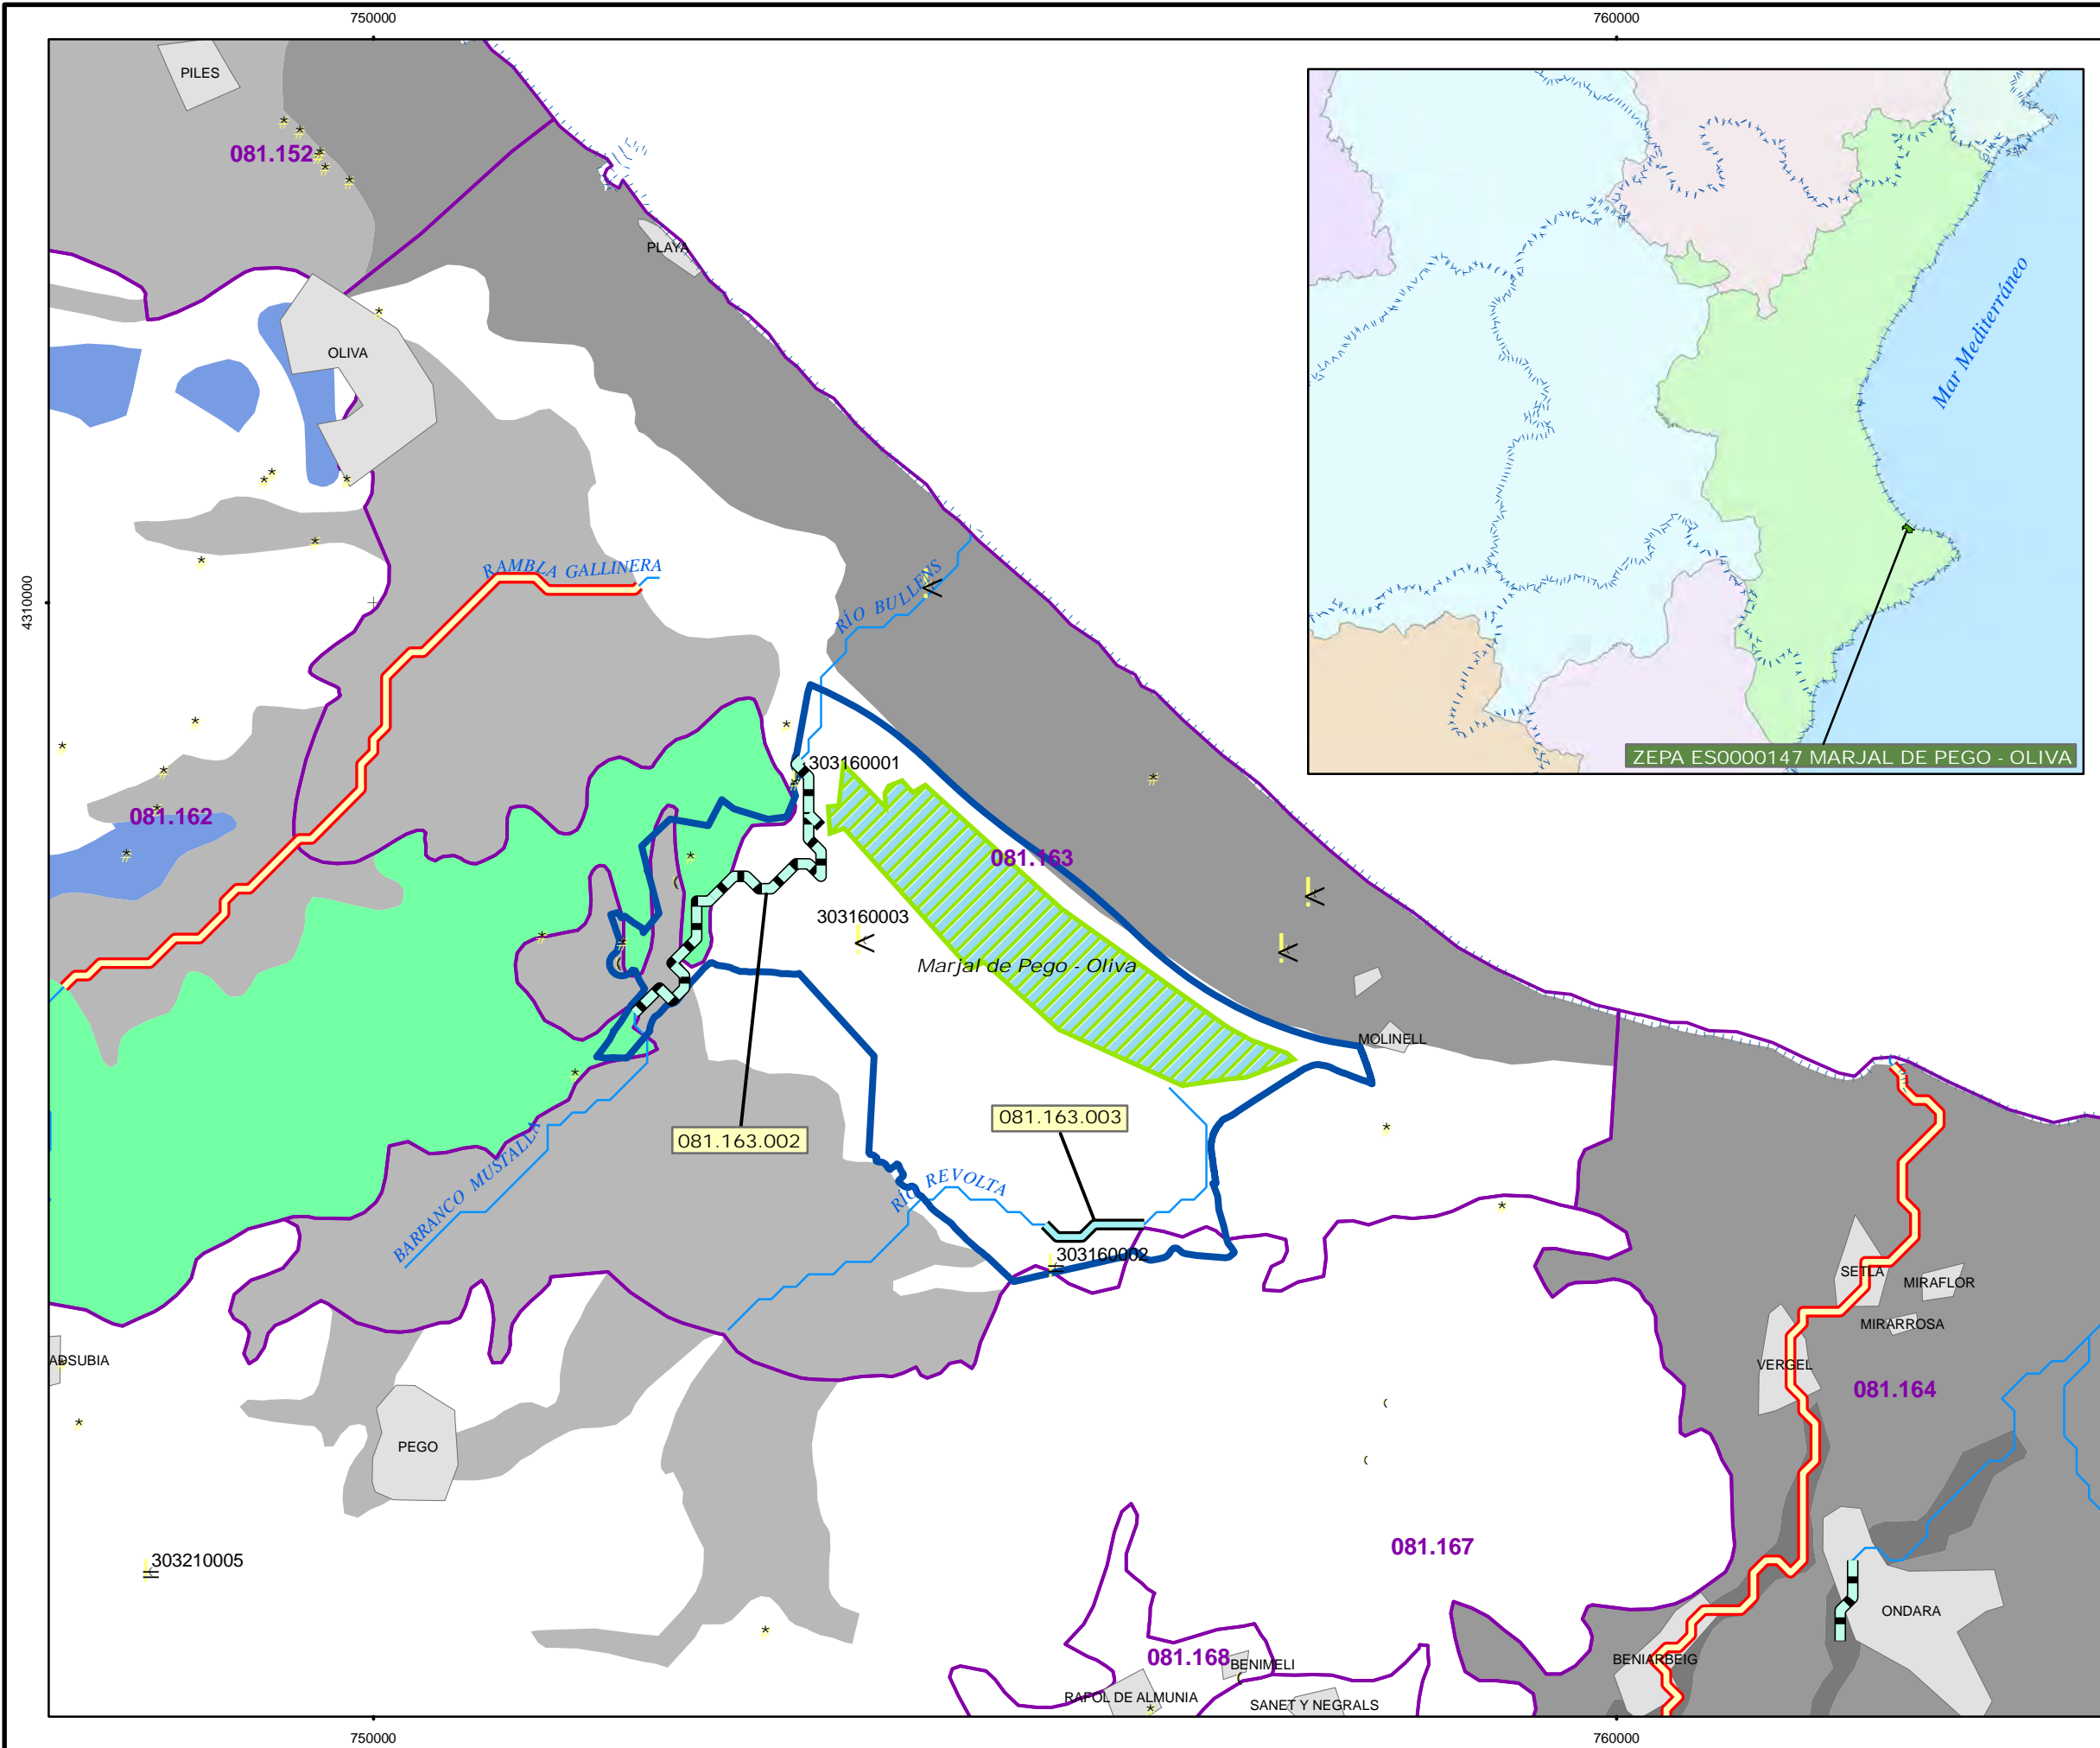 750000
760000
PILES
081.152
PLAYA
Mar Mediterráneo
OLIVA
RAMBLA GALLINERA
RÍO BULLENS
4310000
ZEPA ES0000147 MARJAL DE PEGO - OLIVA
303160001
081.162
081.163
303160003
Marjal de Pego - Oliva
MOLINELL
081.163.003
081.163.002
BARRANCO MUSTALLA
RÍO REVOLTA
303160002
SETLA
MIRAFLOR
MIRARROSA
ADSUBIA
VERGEL
081.164
PEGO
081.167
303210005
ONDARA
081.168
BENIMELI
BENIARBEIG
RAFOL DE ALMUNIA
SANET Y NEGRALS
750000
760000